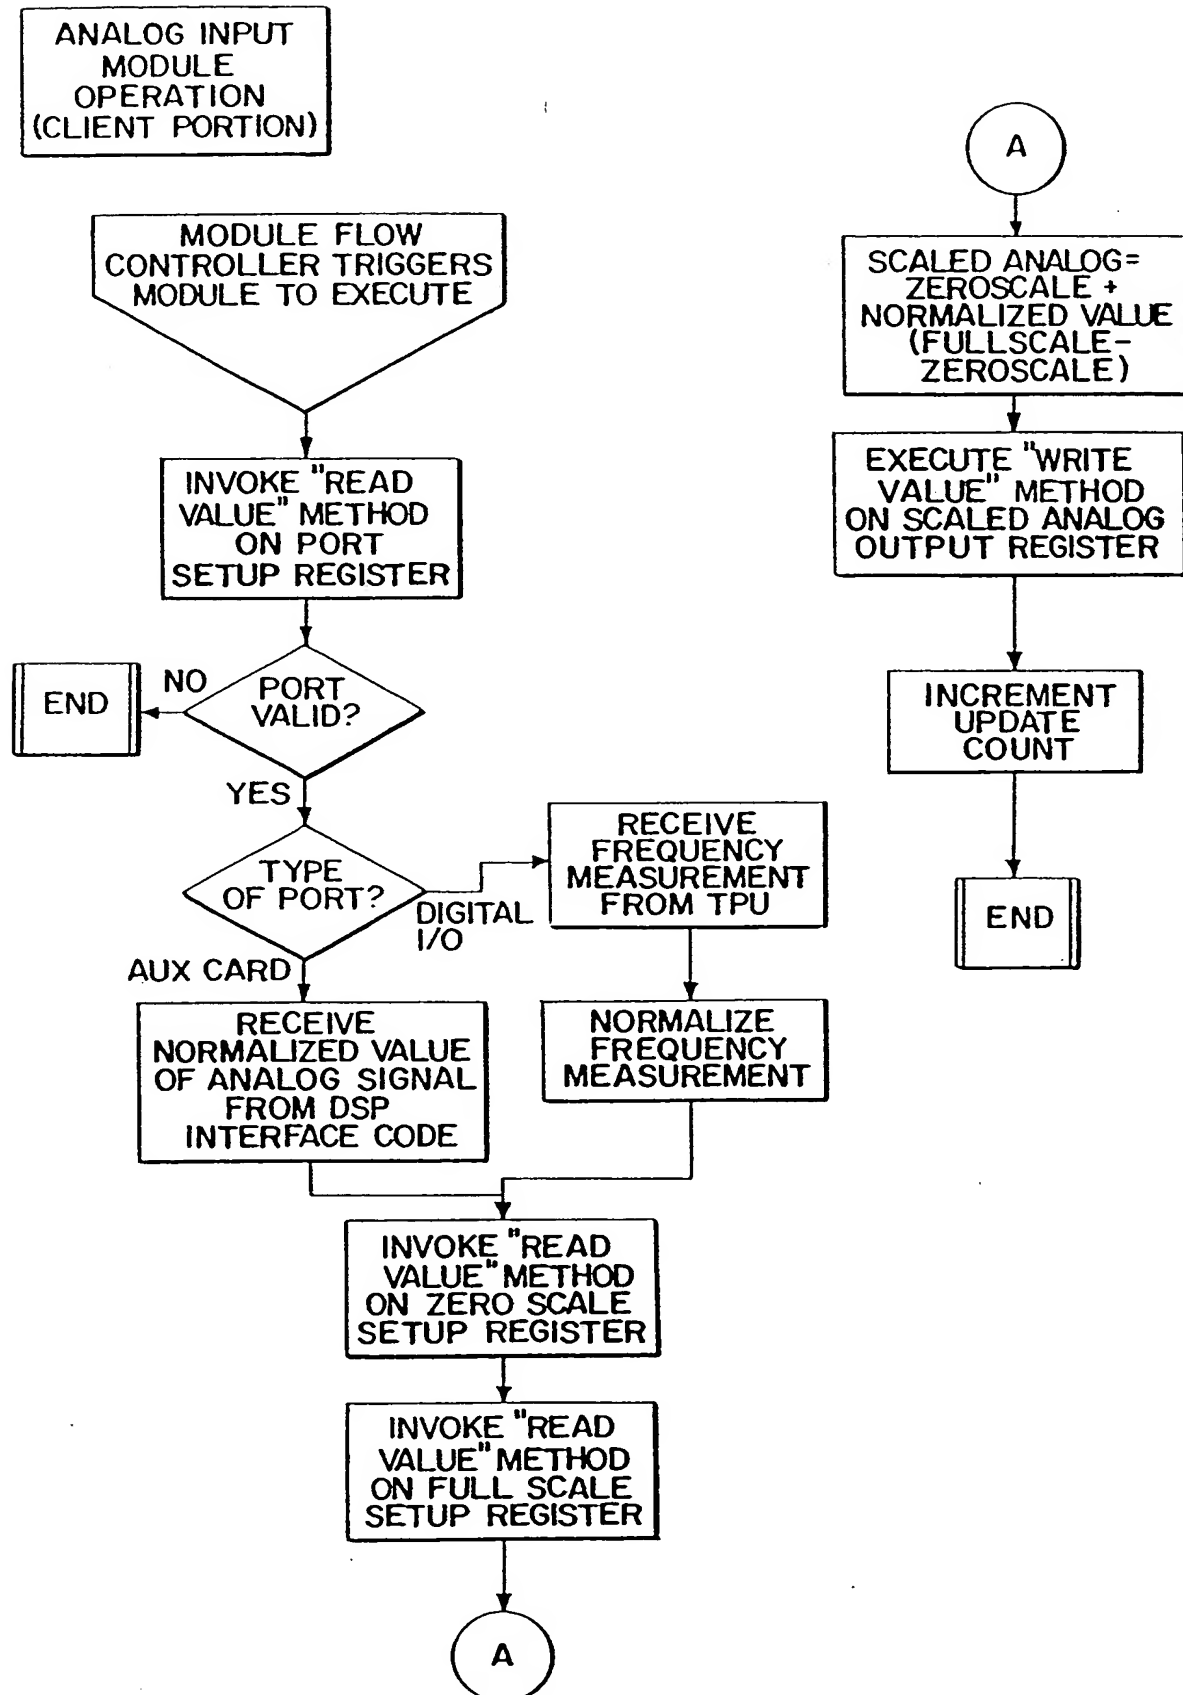 ANALOG INPUT
MODULE
OPERATION
(CLIENT PORTION)
MODULE FLOW
CONTROLLER TRIGGERS
MODULE TO EXECUTE
INVOKE "READ
VALUE" METHOD
ON PORT
SETUP REGISTER
PORT
VALID?
NO
END
YES
TYPE
OF PORT?
DIGITAL
I/O
RECEIVE
FREQUENCY
MEASUREMENT
FROM TPU
NORMALIZE
FREQUENCY
MEASUREMENT
AUX CARD
RECEIVE
NORMALIZED VALUE
OF ANALOG SIGNAL
FROM DSP
INTERFACE CODE
INVOKE "READ
VALUE" METHOD
ON ZERO SCALE
SETUP REGISTER
INVOKE "READ
VALUE" METHOD
ON FULL SCALE
SETUP REGISTER
A
A
SCALED ANALOG=
ZEROSCALE +
NORMALIZED VALUE
(FULLSCALE-
ZEROSCALE)
EXECUTE "WRITE
VALUE" METHOD
ON SCALED ANALOG
OUTPUT REGISTER
INCREMENT
UPDATE
COUNT
END